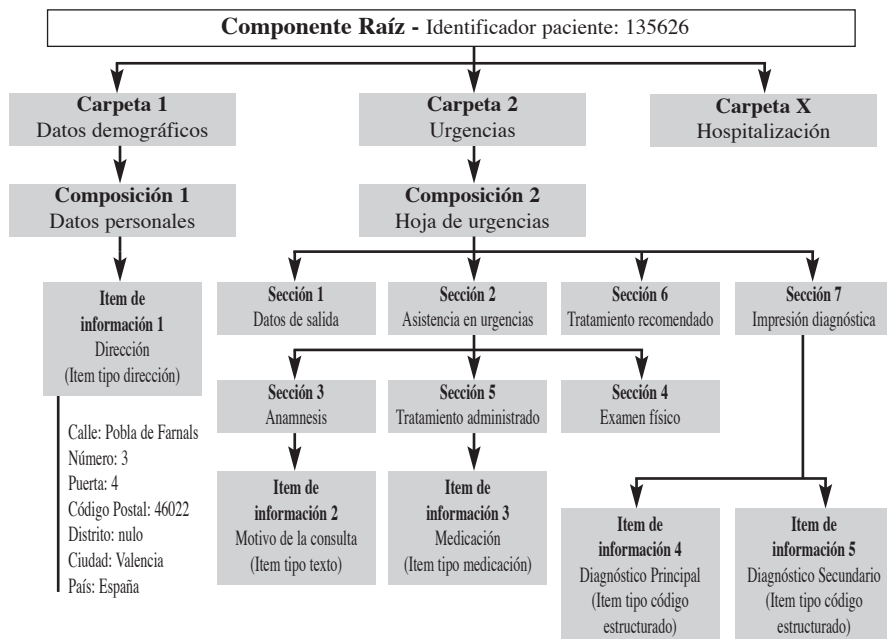 Componente Raíz - Identificador paciente: 135626
Carpeta 1
Datos demográficos
Carpeta 2
Urgencias
Carpeta X
Hospitalización
Composición 1
Datos personales
Composición 2
Hoja de urgencias
Item de
información 1
Dirección
(Item tipo dirección)
Sección 1
Datos de salida
Sección 2
Asistencia en urgencias
Sección 6
Tratamiento recomendado
Sección 7
Impresión diagnóstica
Sección 3
Anamnesis
Sección 5
Tratamiento administrado
Sección 4
Examen físico
Calle: Pobla de Farnals
Número: 3
Puerta: 4
Código Postal: 46022
Distrito: nulo
Ciudad: Valencia
País: España
Item de
información 2
Motivo de la consulta
(Item tipo texto)
Item de
información 3
Medicación
(Item tipo medicación)
Item de
información 4
Diagnóstico Principal
(Item tipo código
estructurado)
Item de
información 5
Diagnóstico Secundario
(Item tipo código
estructurado)